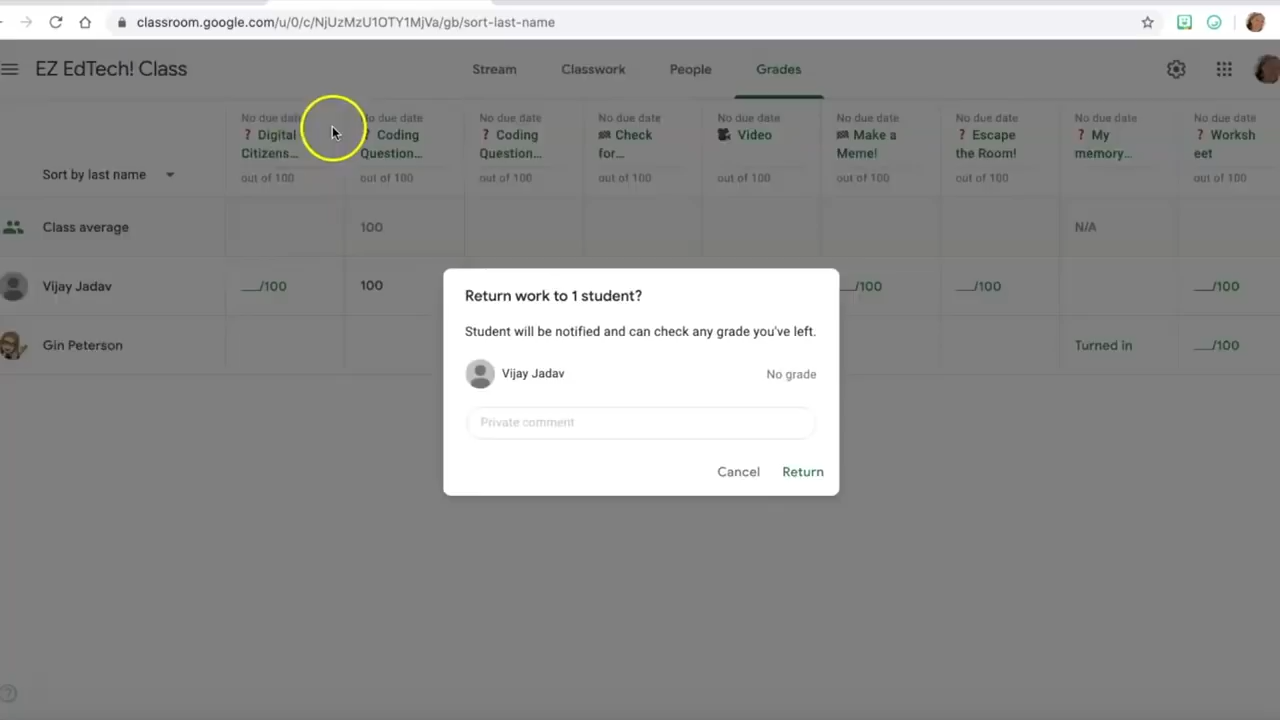 classroom.google.com/u/0/c/NjUzMzU1OTY1MjVa/gb/sort-last-name
EZ EdTech! Class
Stream Classwork People Grades
No due date No due date No due date No due date No due date No due date No due date No due date No due date
❓ Digital ❓ Coding ❓ Coding 🏁 Check 📽 Video 🏁 Make a ❓ Escape ❓ My ❓ Worksh
Citizens... Question... Question... for... Meme! the Room! memory... eet
Sort by last name
out of 100 out of 100 out of 100 out of 100 out of 100 out of 100 out of 100 out of 100
Class average 100 N/A
Vijay Jadav __/100 100 __/100 __/100 __/100
Gin Peterson Turned in __/100
Return work to 1 student?
Student will be notified and can check any grade you've left.
Vijay Jadav No grade
Private comment
Cancel Return